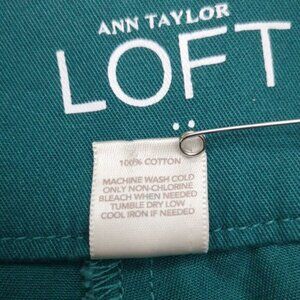 ANN TAYLOR
LOFT
100% COTTON
MACHINE WASH COLD
ONLY NON-CHLORINE
BLEACH WHEN NEEDED
TUMBLE DRY LOW
COOL IRON IF NEEDED